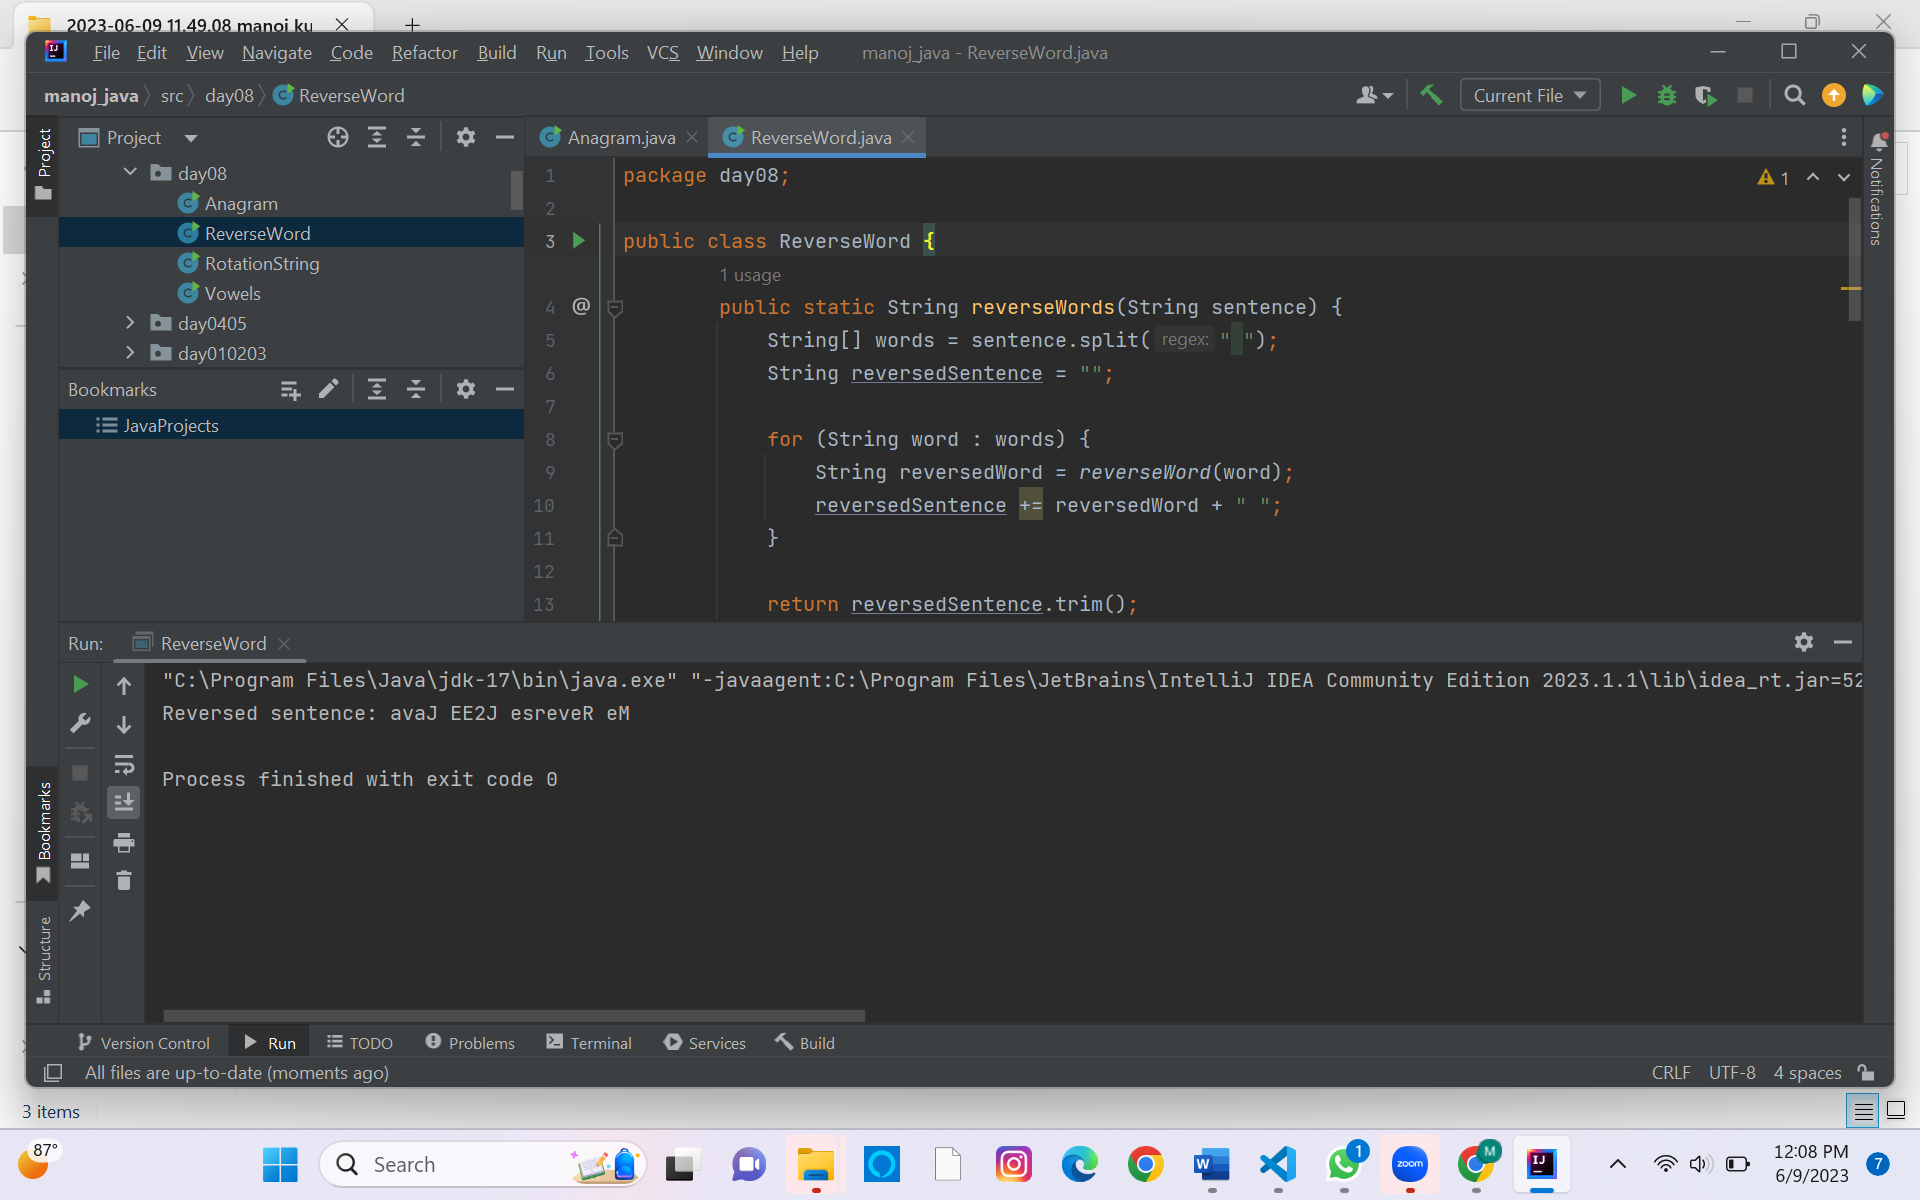 2023-06-09 11.49.08 manoj ku
File Edit View Navigate Code Refactor Build Run Tools VCS Window Help manoj_java - ReverseWord.java
manoj_java src day08 ReverseWord
Current File
Project
Anagram.java
ReverseWord.java
Project
Notifications
day08
Anagram
ReverseWord
RotationString
Vowels
day0405
day010203
Bookmarks
JavaProjects
1 package day08;
1
2
3 public class ReverseWord {
1 usage
4 @ public static String reverseWords(String sentence) {
5 String[] words = sentence.split( regex: " ");
6 String reversedSentence = "";
7
8 for (String word : words) {
9 String reversedWord = reverseWord(word);
10 reversedSentence += reversedWord + " ";
11 }
12
13 return reversedSentence.trim();
Run: ReverseWord
"C:\Program Files\Java\jdk-17\bin\java.exe" "-javaagent:C:\Program Files\JetBrains\IntelliJ IDEA Community Edition 2023.1.1\lib\idea_rt.jar=52
Reversed sentence: avaJ EE2J esreveR eM
Process finished with exit code 0
Bookmarks
Structure
Version Control Run TODO Problems Terminal Services Build
All files are up-to-date (moments ago) CRLF UTF-8 4 spaces
3 items
87°
Search
zoom
1
M
12:08 PM
6/9/2023
7